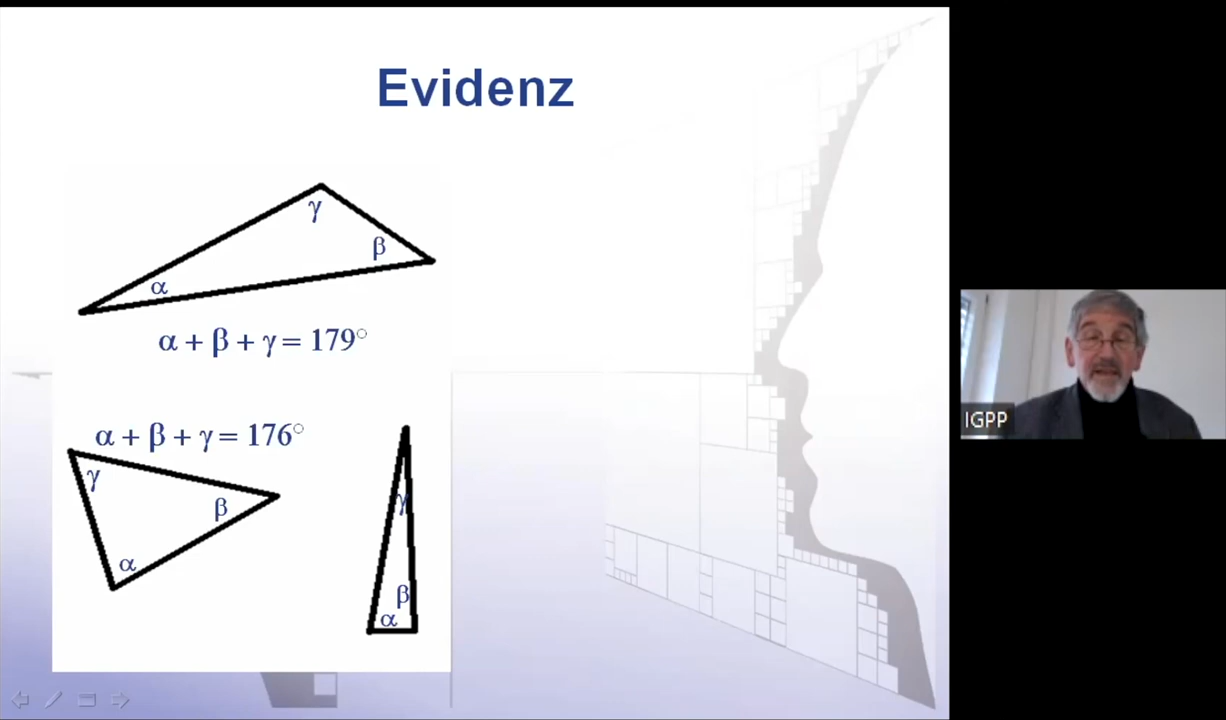 Evidenz
γ
β
α
α + β + γ = 179°
α + β + γ = 176°
γ
β
α
γ
β
α
IGPP